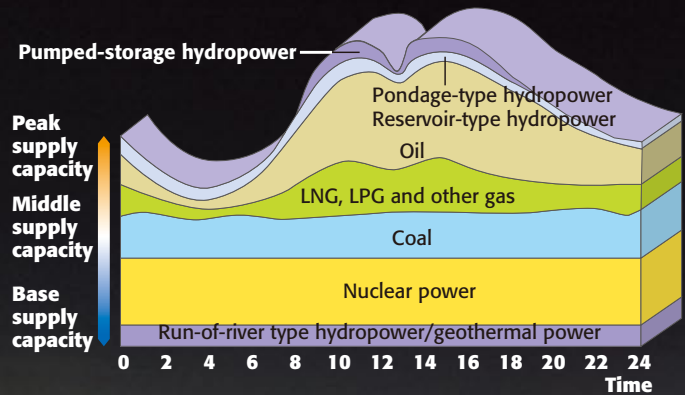 Pumped-storage hydropower
Pondage-type hydropower
Reservoir-type hydropower
Peak
supply
capacity
Oil
Middle
supply
capacity
LNG, LPG and other gas
Coal
Base
supply
capacity
Nuclear power
Run-of-river type hydropower/geothermal power
0 2 4 6 8 10 12 14 16 18 20 22 24
Time